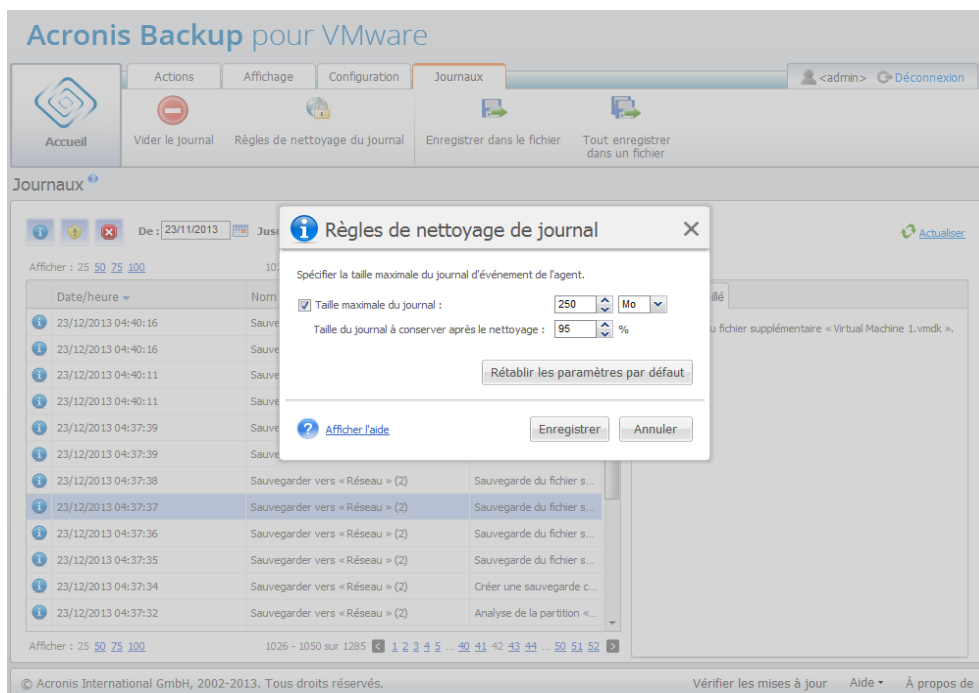 Acronis Backup pour VMware
Actions Affichage Configuration Journaux
<admin> Déconnexion
Accueil
Vider le journal Règles de nettoyage du journal Enregistrer dans le fichier Tout enregistrer
dans un fichier
Journaux
De : 23/11/2013
Actualiser
Afficher : 25 50 75 100
Règles de nettoyage de journal
Spécifier la taille maximale du journal d'événement de l'agent.
Taille maximale du journal : 250 Mo
Taille du journal à conserver après le nettoyage : 95 %
Rétablir les paramètres par défaut
Afficher l'aide Enregistrer Annuler
Date/heure Nom
fichier supplémentaire « Virtual Machine 1.vmdk ».
23/12/2013 04:40:16 Sauve
23/12/2013 04:40:16 Sauve
23/12/2013 04:40:11 Sauve
23/12/2013 04:40:11 Sauve
23/12/2013 04:37:39 Sauve
23/12/2013 04:37:39 Sauve
23/12/2013 04:37:38 Sauvegarder vers « Réseau » (2) Sauvegarde du fichier s...
23/12/2013 04:37:37 Sauvegarder vers « Réseau » (2) Sauvegarde du fichier s...
23/12/2013 04:37:36 Sauvegarder vers « Réseau » (2) Sauvegarde du fichier s...
23/12/2013 04:37:35 Sauvegarder vers « Réseau » (2) Sauvegarde du fichier s...
23/12/2013 04:37:34 Sauvegarder vers « Réseau » (2) Créer une sauvegarde c...
23/12/2013 04:37:32 Sauvegarder vers « Réseau » (2) Analyse de la partition «...
Afficher : 25 50 75 100 1026 - 1050 sur 1285 1 2 3 4 5 ... 40 41 42 43 44 ... 50 51 52
© Acronis International GmbH, 2002-2013. Tous droits réservés. Vérifier les mises à jour Aide À propos de